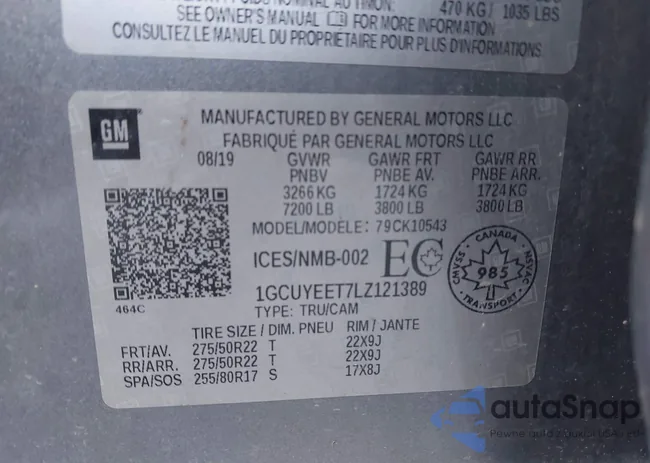 470 KG / 1035 LBS
SEE OWNER'S MANUAL FOR MORE INFORMATION
CONSULTEZ LE MANUEL DU PROPRIETAIRE POUR PLUS D'INFORMATIONS
GM
MANUFACTURED BY GENERAL MOTORS LLC
FABRIQUÉ PAR GENERAL MOTORS LLC
08/19 GVWR GAWR FRT GAWR RR
PNBV PNBE AV. PNBE ARR.
3266 KG 1724 KG 1724 KG
7200 LB 3800 LB 3800 LB
MODEL/MODELE: 79CK10543
ICES/NMB-002 EC
CANADA
CMVSS 985 NSVAC
TRANSPORT
1GCUYEET7LZ121389
464C
TYPE: TRU/CAM
TIRE SIZE / DIM. PNEU RIM / JANTE
FRT/AV. 275/50R22 T 22X9J
RR/ARR. 275/50R22 T 22X9J
SPA/SOS 255/80R17 S 17X8J
autoSnap